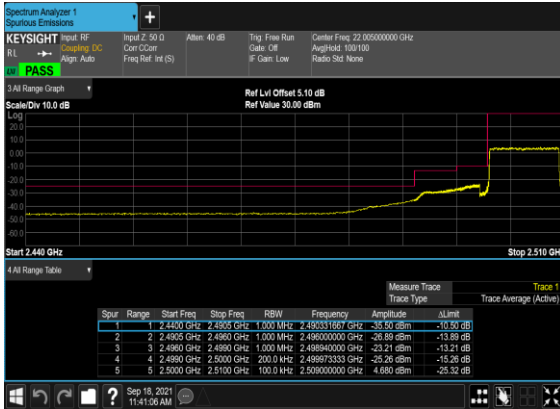 Spectrum Analyzer 1
Spurious Emissions
+
KEYSIGHT Input: RF Input Z: 50 Ω Atten: 40 dB Trig: Free Run Center Freq: 22.005000000 GHz
RL Coupling: DC Corr CCorr Gate: Off Avg|Hold: 100/100
Align: Auto Freq Ref: Int (S) IF Gain: Low Radio Std: None
PASS
3 All Range Graph
Ref Lvl Offset 5.10 dB
Scale/Div 10.0 dB Ref Value 30.00 dBm
Log
20.0
10.0
0.00
-10.0
-20.0
-30.0
-40.0
-50.0
-60.0
Start 2.440 GHz Stop 2.510 GHz
4 All Range Table
Measure Trace Trace 1
Trace Type Trace Average (Active)
Spur Range Start Freq Stop Freq RBW Frequency Amplitude ΔLimit
1 1 2.4400 GHz 2.4905 GHz 1.000 MHz 2.490331667 GHz -35.50 dBm -10.50 dB
2 2 2.4905 GHz 2.4960 GHz 1.000 MHz 2.496000000 GHz -26.89 dBm -13.89 dB
3 3 2.4960 GHz 2.4990 GHz 1.000 MHz 2.498940000 GHz -23.21 dBm -13.21 dB
4 4 2.4990 GHz 2.5000 GHz 200.0 kHz 2.499973333 GHz -25.26 dBm -15.26 dB
5 5 2.5000 GHz 2.5100 GHz 100.0 kHz 2.509000000 GHz 4.680 dBm -25.32 dB
?
Sep 18, 2021
11:41:06 AM